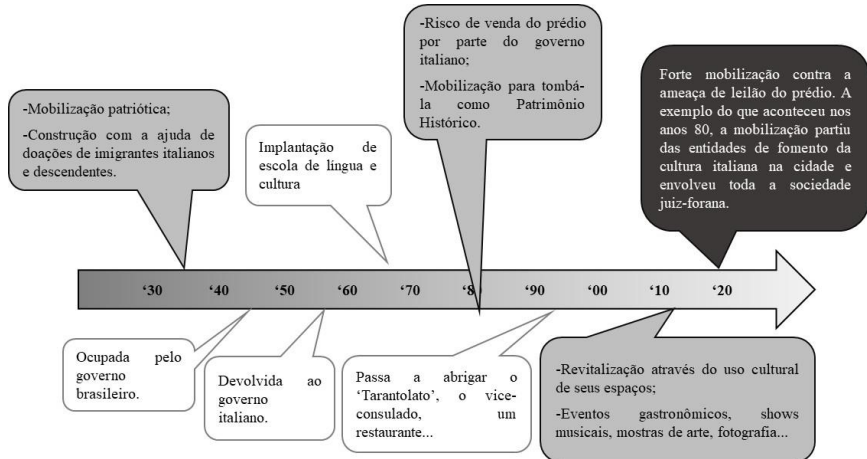 -Mobilização patriótica;
-Construção com a ajuda de
doações de imigrantes italianos
e descendentes.
Implantação de
escola de língua e
cultura
-Risco de venda do prédio
por parte do governo
italiano;
-Mobilização para tombá-
la como Patrimônio
Histórico.
Forte mobilização contra a
ameaça de leilão do prédio. A
exemplo do que aconteceu nos
anos 80, a mobilização partiu
das entidades de fomento da
cultura italiana na cidade e
envolveu toda a sociedade
juiz-forana.
‘30 ‘40 ‘50 ‘60 ‘70 ‘80 ‘90 ‘00 ‘10 ‘20
Ocupada pelo
governo
brasileiro.
Devolvida ao
governo
italiano.
Passa a abrigar o
‘Tarantolato’, o vice-
consulado, um
restaurante...
-Revitalização através do uso cultural
de seus espaços;
-Eventos gastronômicos, shows
musicais, mostras de arte, fotografia...